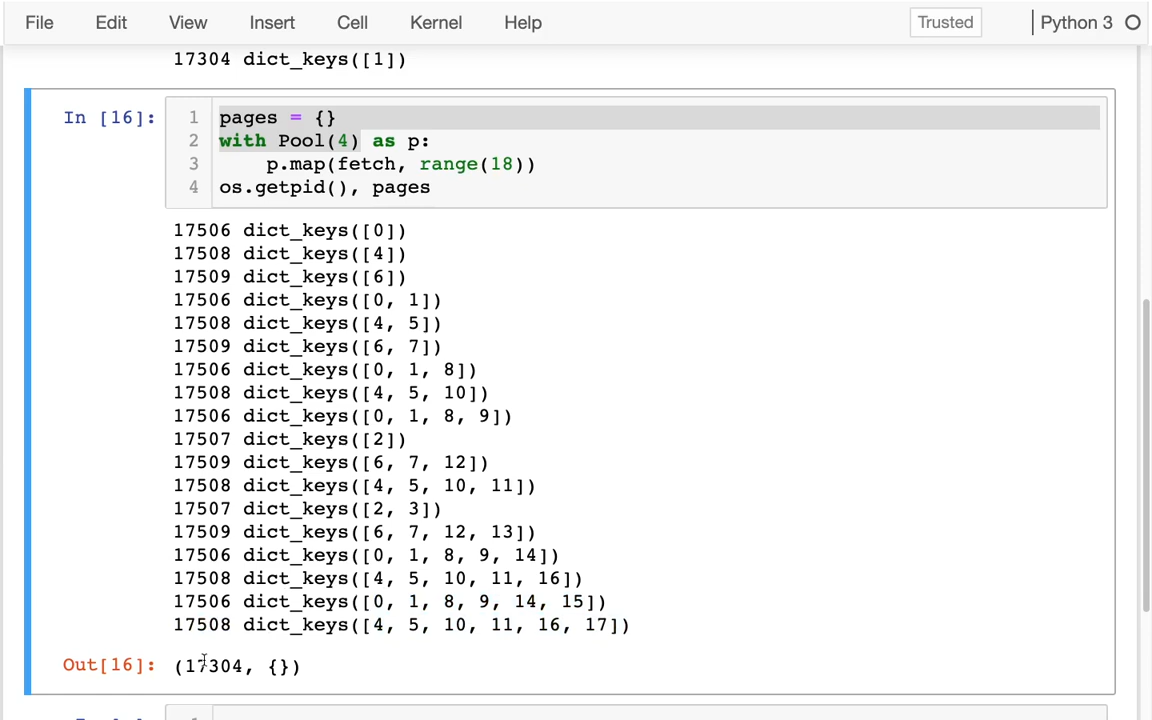 File Edit View Insert Cell Kernel Help Trusted Python 3
17304 dict_keys([1])
In [16]: 1 pages = {}
2 with Pool(4) as p:
3 p.map(fetch, range(18))
4 os.getpid(), pages
17506 dict_keys([0])
17508 dict_keys([4])
17509 dict_keys([6])
17506 dict_keys([0, 1])
17508 dict_keys([4, 5])
17509 dict_keys([6, 7])
17506 dict_keys([0, 1, 8])
17508 dict_keys([4, 5, 10])
17506 dict_keys([0, 1, 8, 9])
17507 dict_keys([2])
17509 dict_keys([6, 7, 12])
17508 dict_keys([4, 5, 10, 11])
17507 dict_keys([2, 3])
17509 dict_keys([6, 7, 12, 13])
17506 dict_keys([0, 1, 8, 9, 14])
17508 dict_keys([4, 5, 10, 11, 16])
17506 dict_keys([0, 1, 8, 9, 14, 15])
17508 dict_keys([4, 5, 10, 11, 16, 17])
Out[16]: (17304, {})